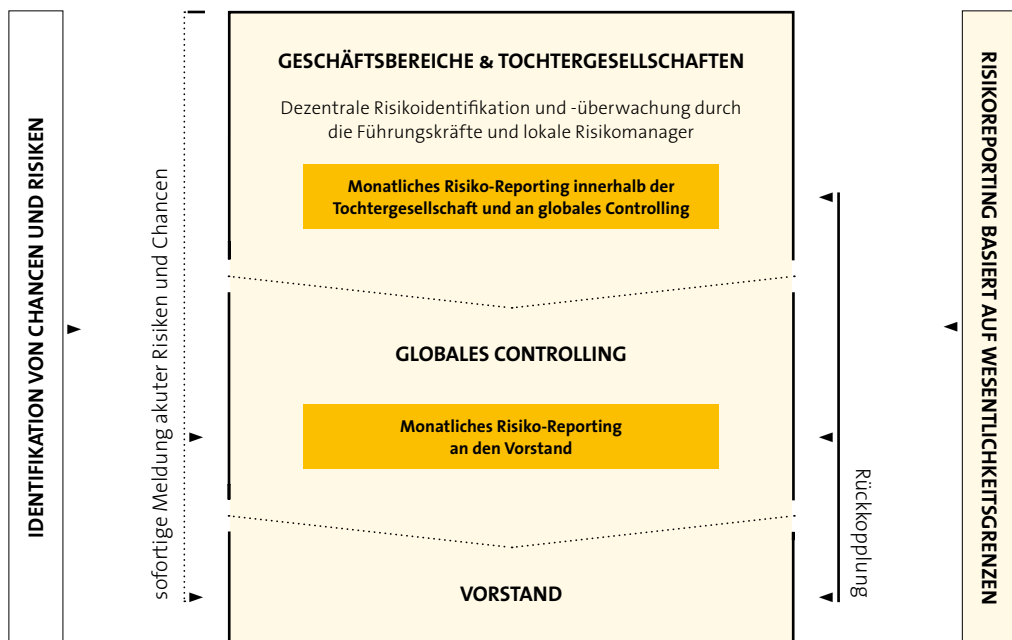 IDENTIFIKATION VON CHANCEN UND RISIKEN
sofortige Meldung akuter Risiken und Chancen
GESCHÄFTSBEREICHE & TOCHTERGESELLSCHAFTEN
Dezentrale Risikoidentifikation und -überwachung durch
die Führungskräfte und lokale Risikomanager
Monatliches Risiko-Reporting innerhalb der
Tochtergesellschaft und an globales Controlling
GLOBALES CONTROLLING
Monatliches Risiko-Reporting
an den Vorstand
VORSTAND
Rückkopplung
RISIKOREPORTING BASIERT AUF WESENTLICHKEITSGRENZEN